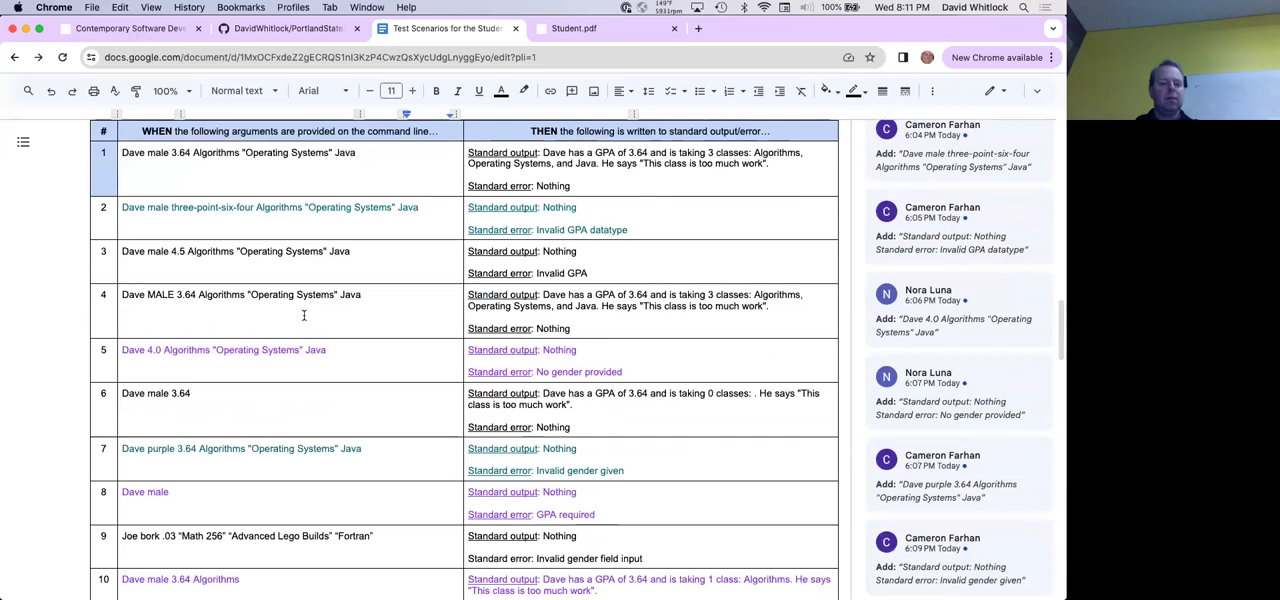 Chrome File Edit View History Bookmarks Profiles Tab Window Help 149°F 5931rpm 100% Wed 8:11 PM David Whitlock
Contemporary Software Deve
DavidWhitlock/PortlandState
Test Scenarios for the Studen
Student.pdf
docs.google.com/document/d/1MxOCFxdeZ2gECRQS1nI3KzP4CwzQsXycUdgLnyggEyo/edit?pli=1
New Chrome available
100% Normal text Arial 11
# WHEN the following arguments are provided on the command line… THEN the following is written to standard output/error…
1 Dave male 3.64 Algorithms "Operating Systems" Java
Standard output: Dave has a GPA of 3.64 and is taking 3 classes: Algorithms,
Operating Systems, and Java. He says "This class is too much work".
Standard error: Nothing
2 Dave male three-point-six-four Algorithms "Operating Systems" Java
Standard output: Nothing
Standard error: Invalid GPA datatype
3 Dave male 4.5 Algorithms "Operating Systems" Java
Standard output: Nothing
Standard error: Invalid GPA
4 Dave MALE 3.64 Algorithms "Operating Systems" Java
Standard output: Dave has a GPA of 3.64 and is taking 3 classes: Algorithms,
Operating Systems, and Java. He says "This class is too much work".
Standard error: Nothing
5 Dave 4.0 Algorithms "Operating Systems" Java
Standard output: Nothing
Standard error: No gender provided
6 Dave male 3.64
Standard output: Dave has a GPA of 3.64 and is taking 0 classes: . He says "This
class is too much work".
Standard error: Nothing
7 Dave purple 3.64 Algorithms "Operating Systems" Java
Standard output: Nothing
Standard error: Invalid gender given
8 Dave male
Standard output: Nothing
Standard error: GPA required
9 Joe bork .03 “Math 256” “Advanced Lego Builds” “Fortran”
Standard output: Nothing
Standard error: Invalid gender field input
10 Dave male 3.64 Algorithms
Standard output: Dave has a GPA of 3.64 and is taking 1 class: Algorithms. He says
"This class is too much work".
C Cameron Farhan
6:04 PM Today
Add: “Dave male three-point-six-four
Algorithms "Operating Systems" Java”
C Cameron Farhan
6:05 PM Today
Add: “Standard output: Nothing
Standard error: Invalid GPA datatype”
N Nora Luna
6:06 PM Today
Add: “Dave 4.0 Algorithms "Operating
Systems" Java”
N Nora Luna
6:07 PM Today
Add: “Standard output: Nothing
Standard error: No gender provided”
C Cameron Farhan
6:07 PM Today
Add: “Dave purple 3.64 Algorithms
"Operating Systems" Java”
C Cameron Farhan
6:09 PM Today
Add: “Standard output: Nothing
Standard error: Invalid gender given”